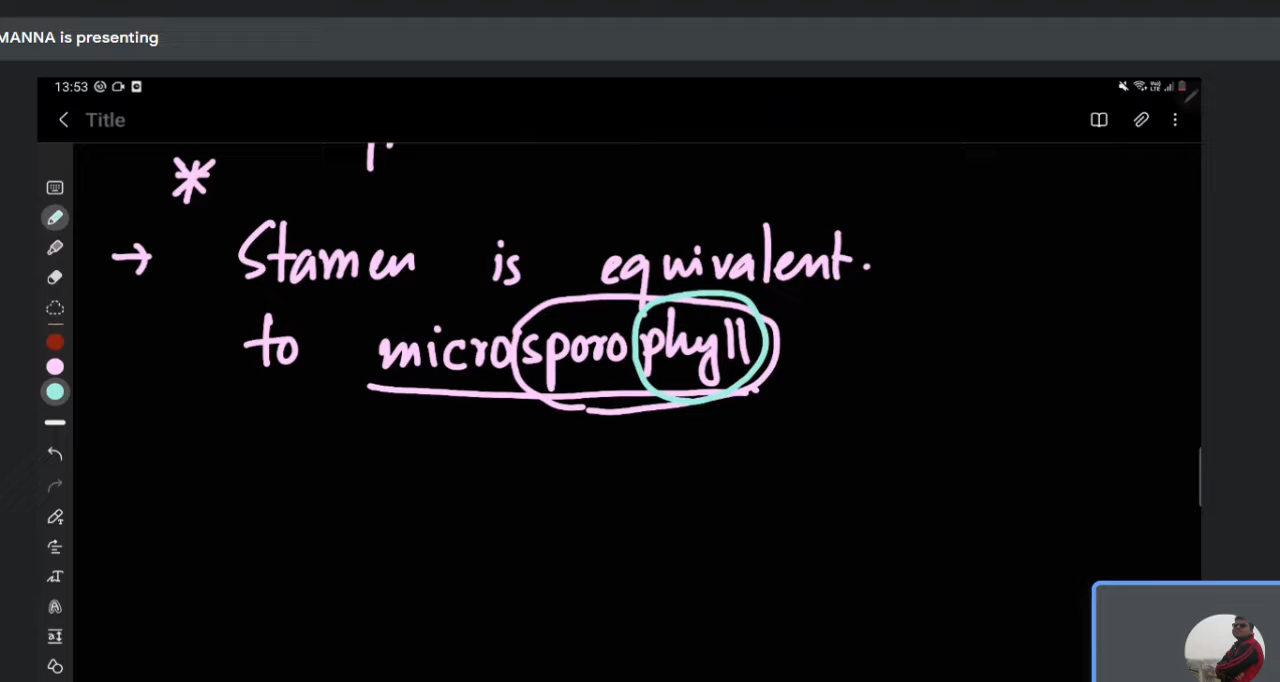 MANNA is presenting
13:53
Title
* 
→ Stamen is equivalent.
to microsporophyll